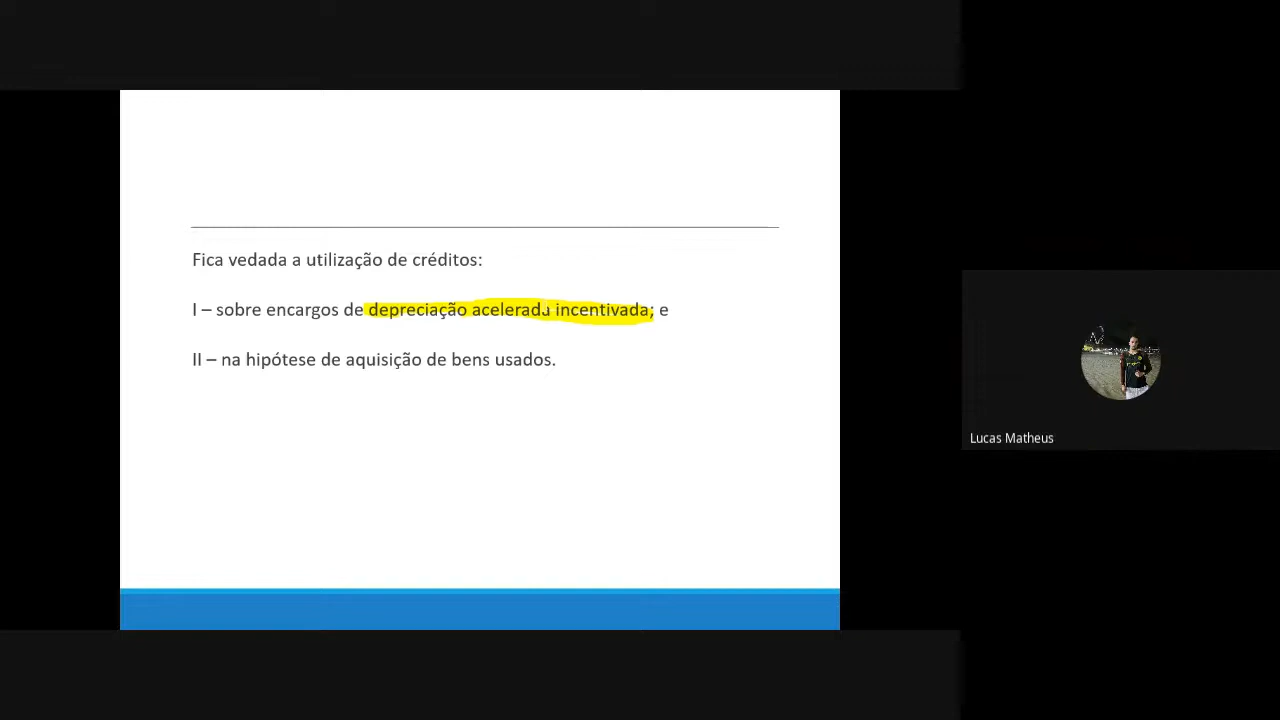 Fica vedada a utilização de créditos:
I – sobre encargos de depreciação acelerada incentivada; e
II – na hipótese de aquisição de bens usados.
Lucas Matheus